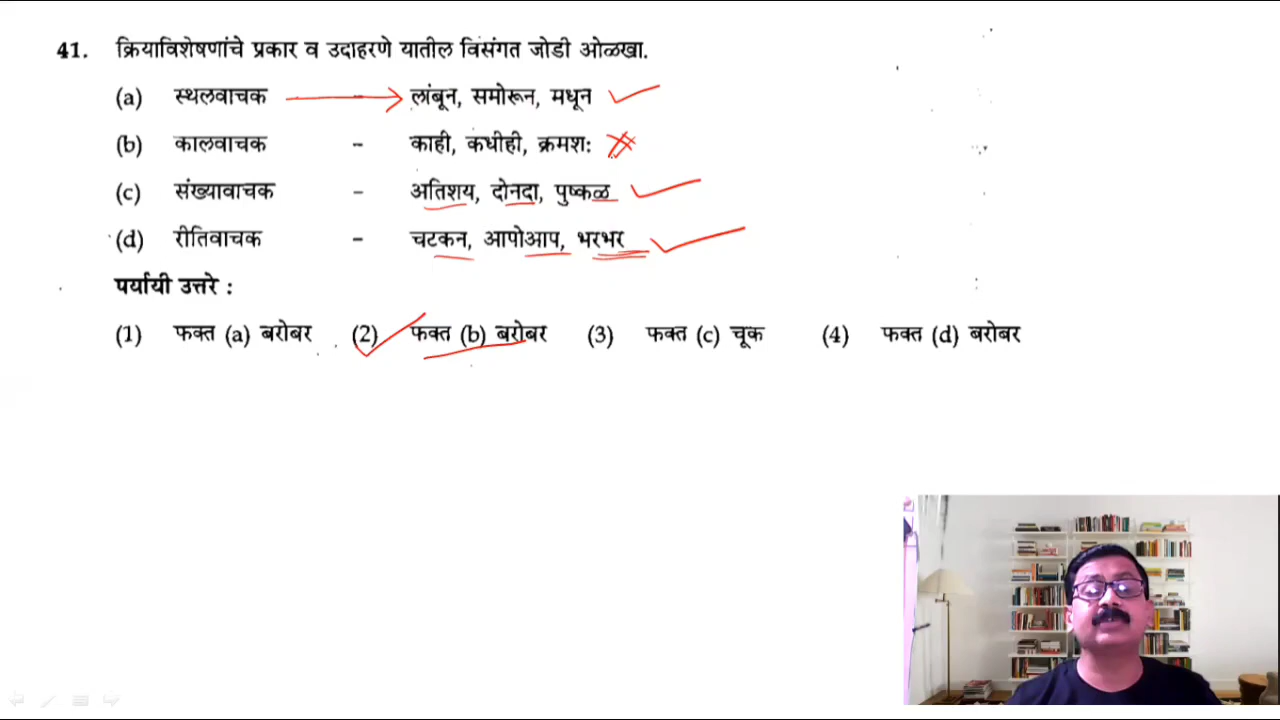 41. क्रियाविशेषणांचे प्रकार व उदाहरणे यातील विसंगत जोडी ओळखा.
(a) स्थलवाचक - लांबून, समोरून, मधून
(b) कालवाचक - काही, कधीही, क्रमशः
(c) संख्यावाचक - अतिशय, दोनदा, पुष्कळ
(d) रीतिवाचक - चटकन, आपोआप, भरभर
पर्यायी उत्तरे :
(1) फक्त (a) बरोबर (2) फक्त (b) बरोबर (3) फक्त (c) चूक (4) फक्त (d) बरोबर